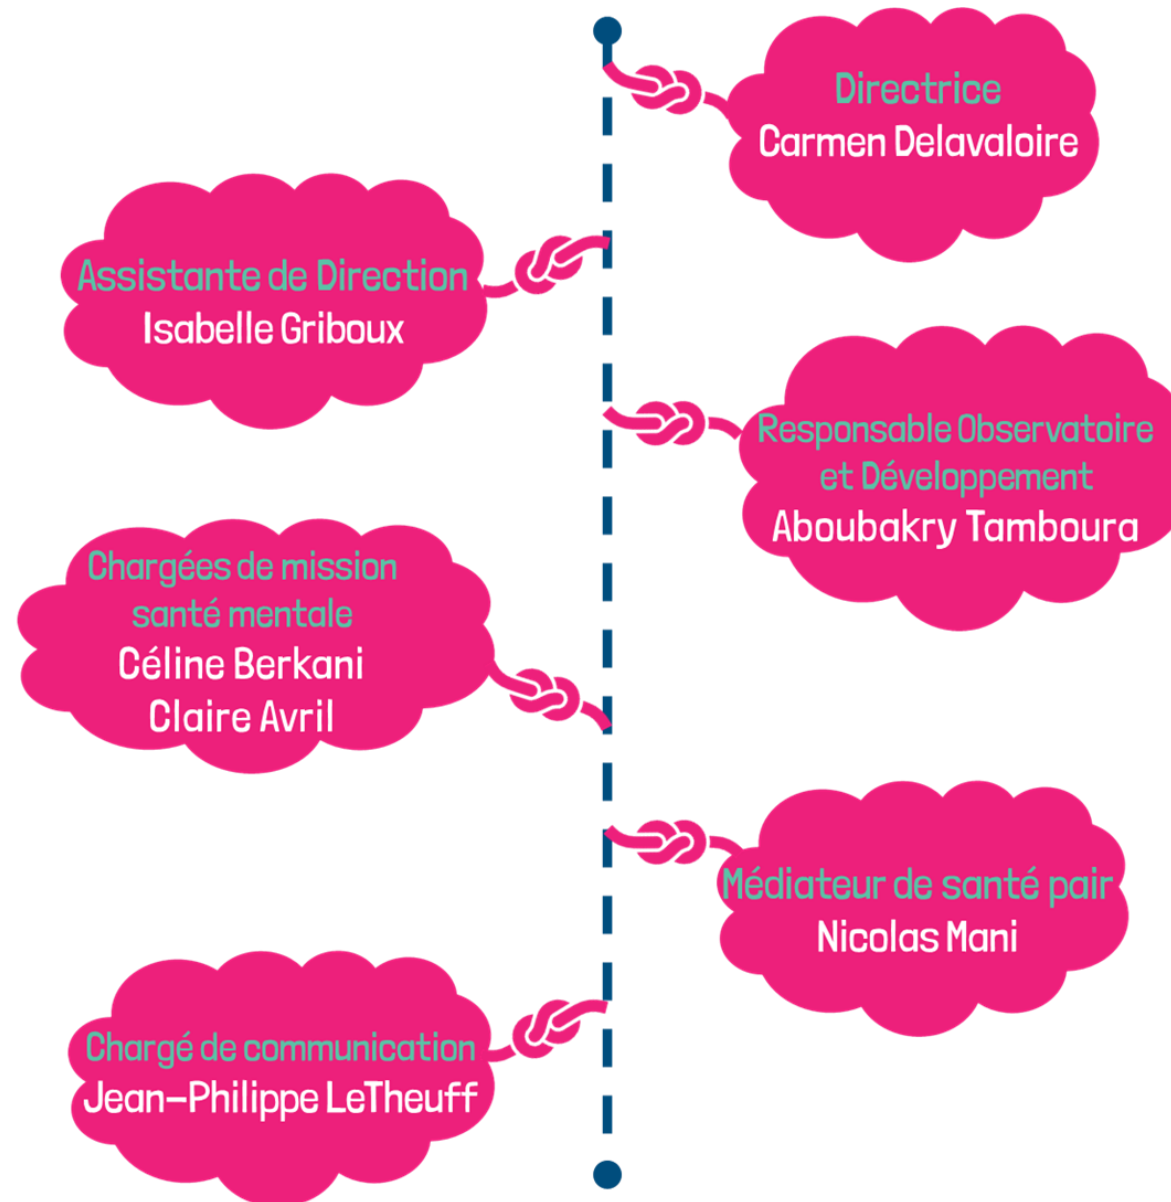 Directrice
Carmen Delavaloire
Assistante de Direction
Isabelle Griboux
Responsable Observatoire
et Développement
Aboubakry Tamboura
Chargées de mission
santé mentale
Céline Berkani
Claire Avril
Médiateur de santé pair
Nicolas Mani
Chargé de communication
Jean-Philippe LeTheuff